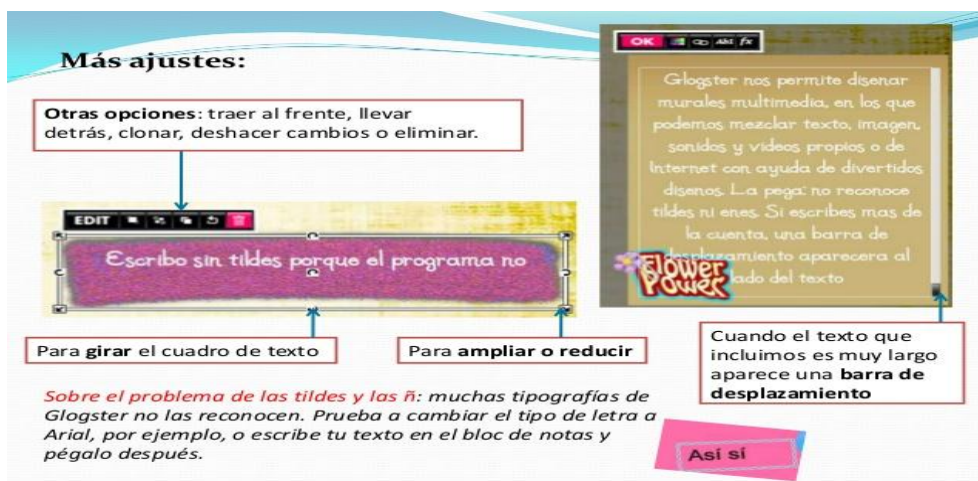 Más ajustes:
Otras opciones: traer al frente, llevar
detrás, clonar, deshacer cambios o eliminar.
EDIT
Escribo sin tildes porque el programa no
Para girar el cuadro de texto
Para ampliar o reducir
Sobre el problema de las tildes y las ñ: muchas tipografías de
Glogster no las reconocen. Prueba a cambiar el tipo de letra a
Arial, por ejemplo, o escribe tu texto en el bloc de notas y
pégalo después.
OK
AbI fx
Glogster nos permite disenar
murales multimedia, en los que
podemos mezclar texto, imagen,
sonidos y videos propios o de
Internet con ayuda de divertidos
disenos. La pega: no reconoce
tildes ni enes. Si escribes mas de
la cuenta, una barra de
desplazamiento aparecera al
lado del texto
Flower
Power
Cuando el texto que
incluimos es muy largo
aparece una barra de
desplazamiento
Así sí